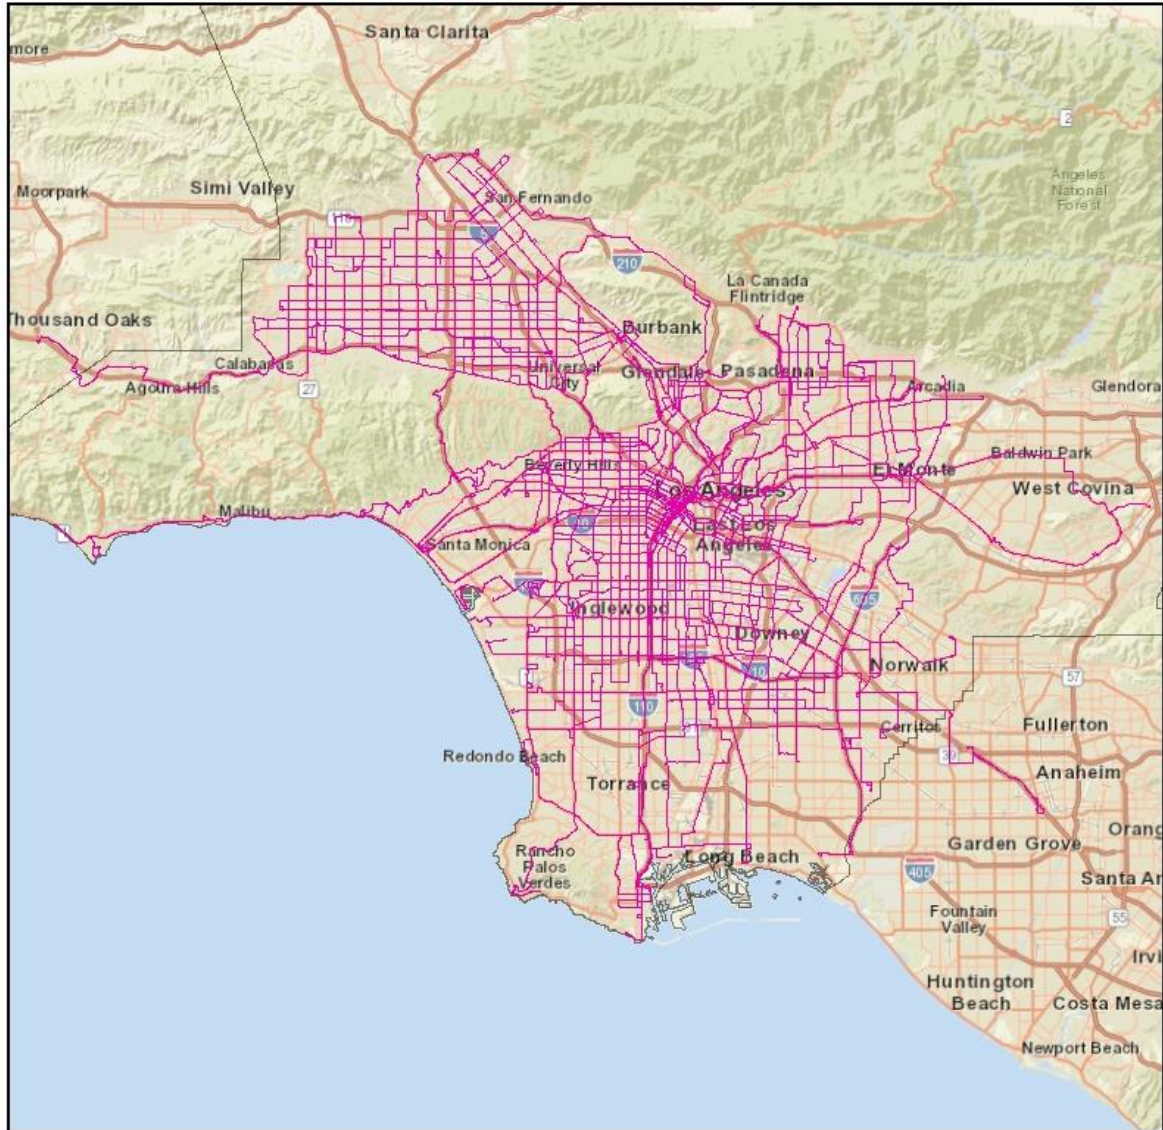 Santa Clarita
more
2
Angeles
National
Forest
Moorpark
Simi Valley
San Fernando
118
5
210
La Canada
Flintridge
Thousand Oaks
Burbank
Calabasas
Universal
City
Glendale
Pasadena
Agoura Hills
27
Arcadia
Glendora
Beverly Hills
El Monte
Baldwin Park
Los Angeles
West Covina
Malibu
10
East Los
Angeles
Santa Monica
Inglewood
605
Downey
Norwalk
57
110
Cerritos
Fullerton
Redondo Beach
39
Anaheim
Torrance
Orang
Garden Grove
Rancho
Palos
Verdes
Long Beach
405
Santa An
Fountain
Valley
55
Irvi
Huntington
Beach
Costa Mesa
Newport Beach